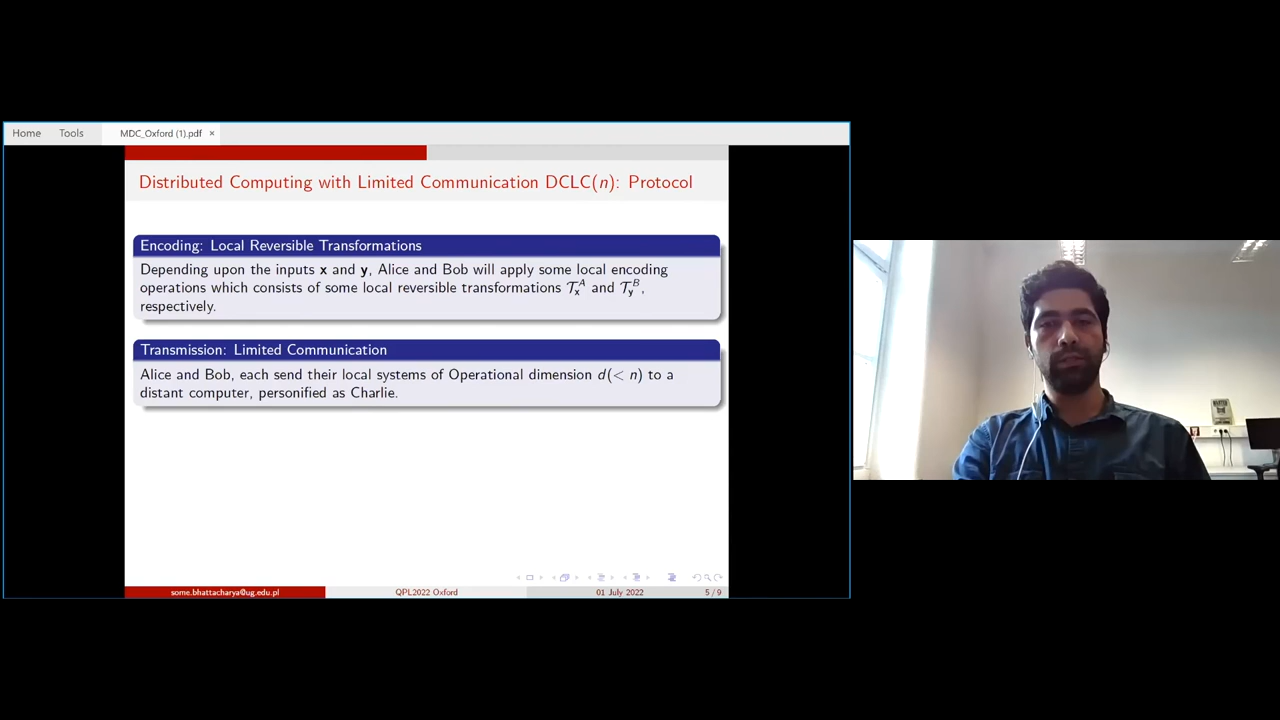 Home Tools MDC_Oxford (1).pdf ×
Distributed Computing with Limited Communication DCLC(n): Protocol
Encoding: Local Reversible Transformations
Depending upon the inputs x and y, Alice and Bob will apply some local encoding
operations which consists of some local reversible transformations 𝒯ₓᴬ and 𝒯ᵧᴮ,
respectively.
Transmission: Limited Communication
Alice and Bob, each send their local systems of Operational dimension d(< n) to a
distant computer, personified as Charlie.
some.bhattacharya@ug.edu.pl QPL2022 Oxford 01 July 2022 5 / 9